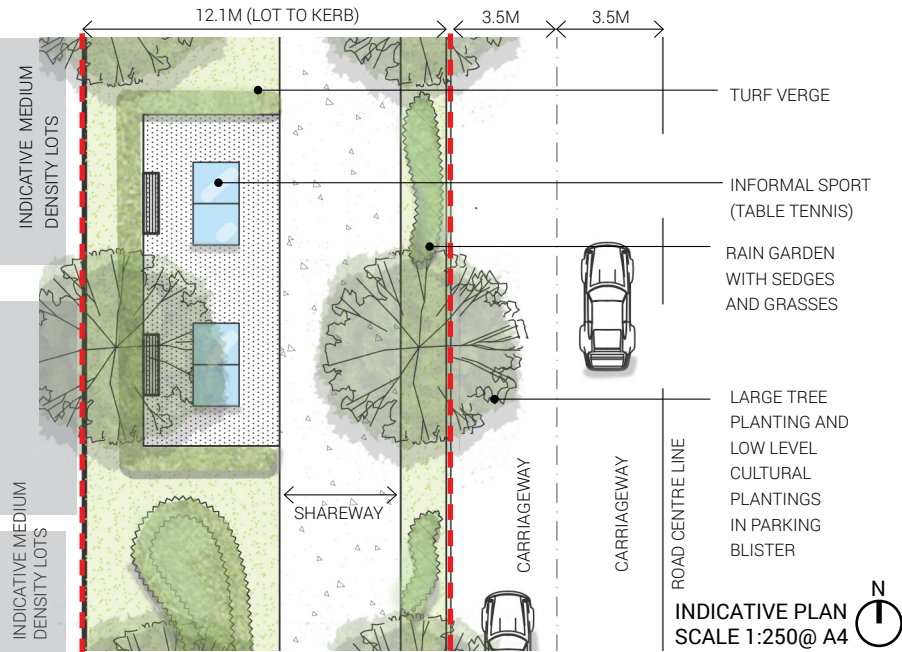 12.1M (LOT TO KERB)
3.5M
3.5M
INDICATIVE MEDIUM
DENSITY LOTS
TURF VERGE
INFORMAL SPORT
(TABLE TENNIS)
RAIN GARDEN
WITH SEDGES
AND GRASSES
LARGE TREE
PLANTING AND
LOW LEVEL
CULTURAL
PLANTINGS
IN PARKING
BLISTER
SHAREWAY
CARRIAGEWAY
CARRIAGEWAY
ROAD CENTRE LINE
INDICATIVE MEDIUM
DENSITY LOTS
N
INDICATIVE PLAN
SCALE 1:250@ A4